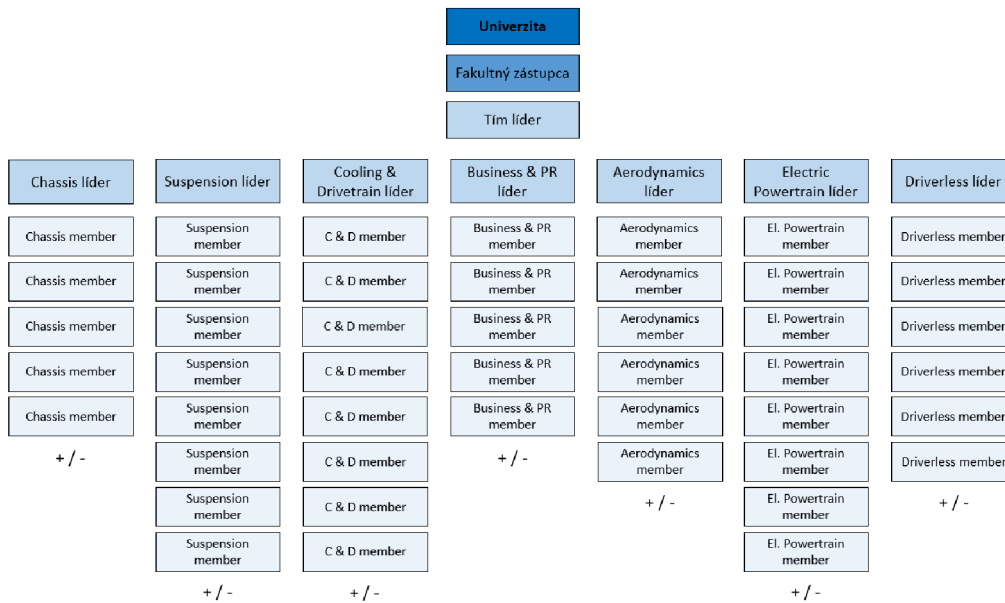 Univerzita
Fakultný zástupca
Tím líder
Chassis líder
Suspension líder
Cooling &
Drivetrain líder
Business & PR
líder
Aerodynamics
líder
Electric
Powertrain líder
Driverless líder
Chassis member
Chassis member
Chassis member
Chassis member
Chassis member
+ / -
Suspension
member
Suspension
member
Suspension
member
Suspension
member
Suspension
member
Suspension
member
Suspension
member
Suspension
member
+ / -
C & D member
C & D member
C & D member
C & D member
C & D member
C & D member
C & D member
C & D member
+ / -
Business & PR
member
Business & PR
member
Business & PR
member
Business & PR
member
Business & PR
member
+ / -
Aerodynamics
member
Aerodynamics
member
Aerodynamics
member
Aerodynamics
member
Aerodynamics
member
Aerodynamics
member
+ / -
El. Powertrain
member
El. Powertrain
member
El. Powertrain
member
El. Powertrain
member
El. Powertrain
member
El. Powertrain
member
El. Powertrain
member
El. Powertrain
member
+ / -
Driverless member
Driverless member
Driverless member
Driverless member
Driverless member
Driverless member
+ / -